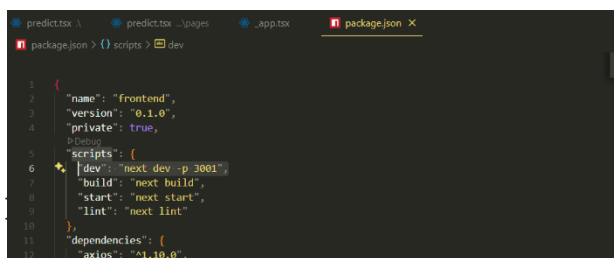 predict.tsx .\ predict.tsx ...\pages _app.tsx package.json ×
package.json > {} scripts > abc dev
1 {
2 "name": "frontend",
3 "version": "0.1.0",
4 "private": true,
▷Debug
5 "scripts": {
6 "dev": "next dev -p 3001",
7 "build": "next build",
8 "start": "next start",
9 "lint": "next lint"
10 },
11 "dependencies": {
12 "axios": "^1.10.0",